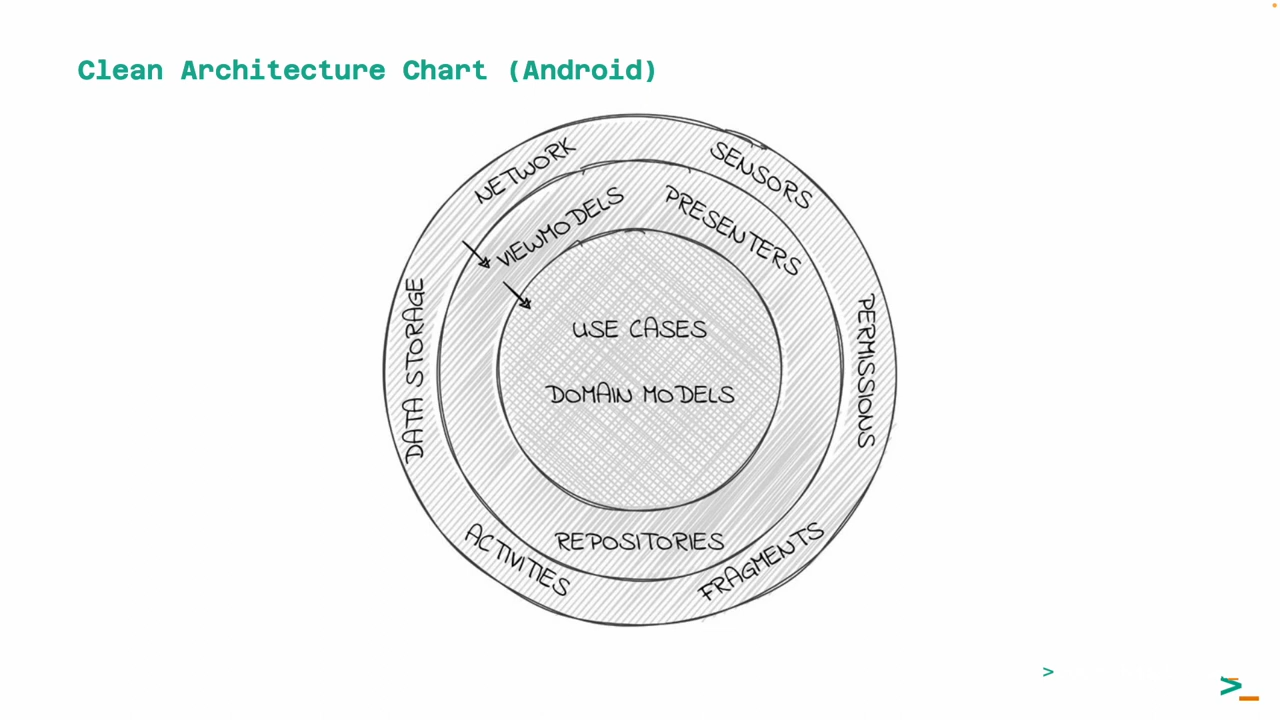 Clean Architecture Chart (Android)
NETWORK
SENSORS
VIEWMODELS
PRESENTERS
DATA STORAGE
USE CASES
DOMAIN MODELS
PERMISSIONS
REPOSITORIES
ACTIVITIES
FRAGMENTS
>
>_